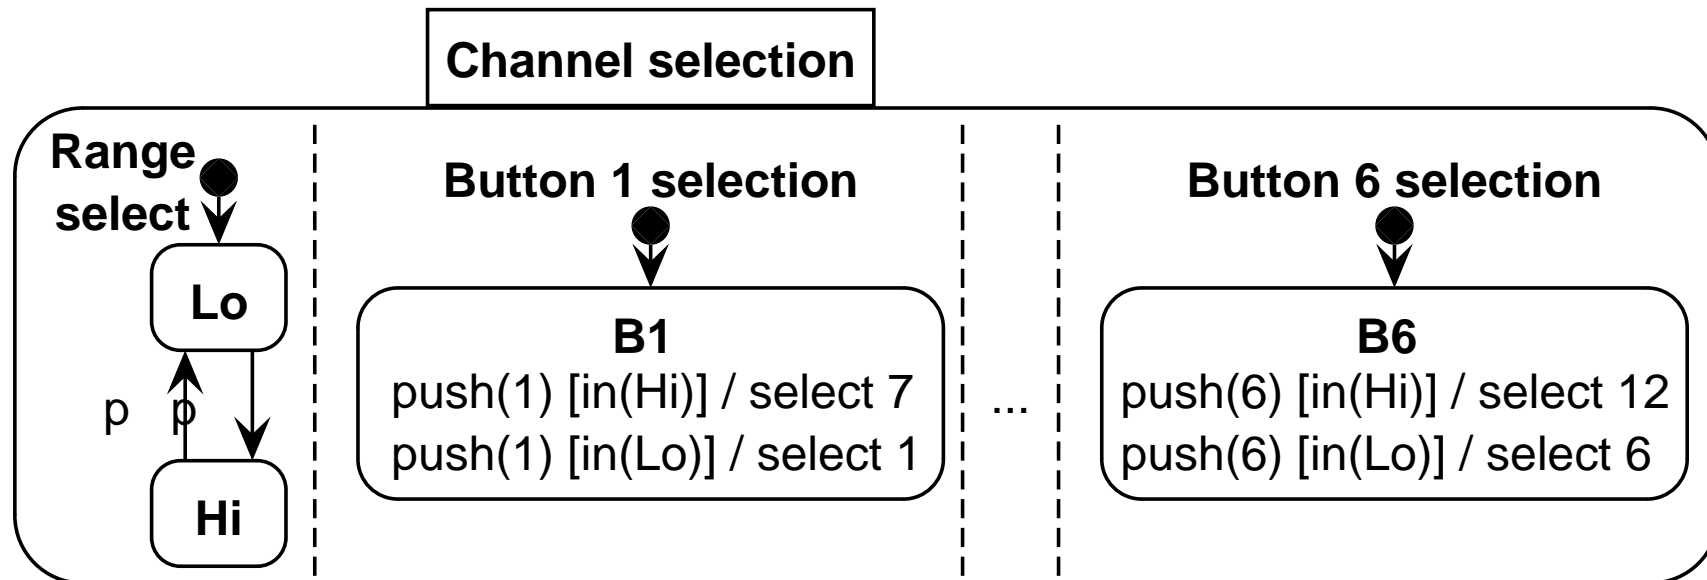 Channel selection
Range
select
Lo
p p
Hi
Button 1 selection
B1
push(1) [in(Hi)] / select 7
push(1) [in(Lo)] / select 1
...
Button 6 selection
B6
push(6) [in(Hi)] / select 12
push(6) [in(Lo)] / select 6